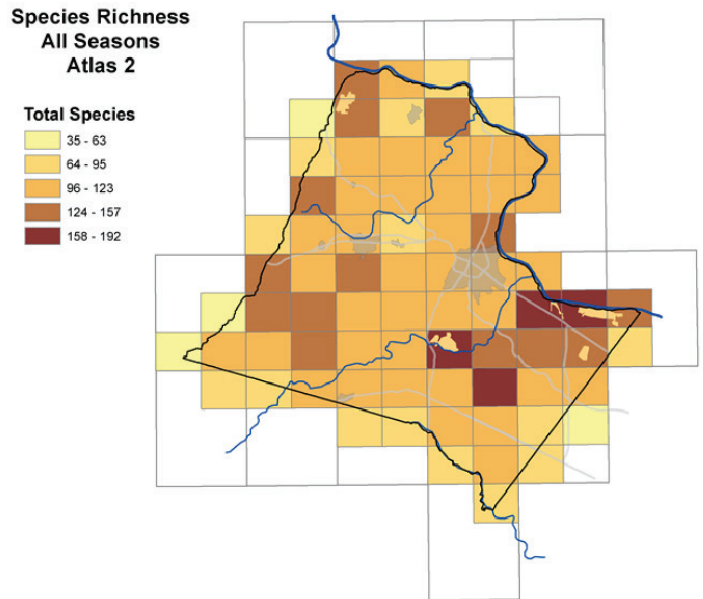 Species Richness
All Seasons
Atlas 2
Total Species
35 - 63
64 - 95
96 - 123
124 - 157
158 - 192